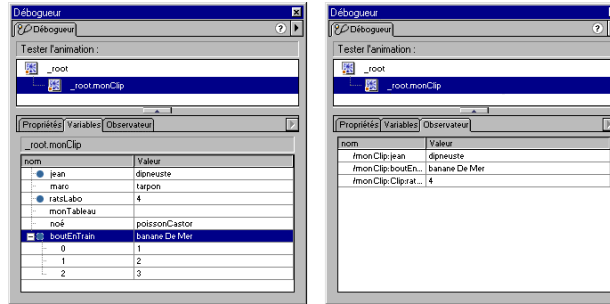 Débogueur
Débogueur
?
Tester l'animation :
_root
_root.monClip
Propriétés Variables Observateur
_root.monClip
nom Valeur
jean dipneuste
marc tarpon
ratsLabo 4
monTableau
noé poissonCastor
boutEnTrain banane De Mer
0 1
1 2
2 3
Débogueur
Débogueur
?
Tester l'animation :
_root
_root.monClip
Propriétés Variables Observateur
nom Valeur
/monClip:jean dipneuste
/monClip:boutEn... banane De Mer
/monClip:Clip:rat... 4